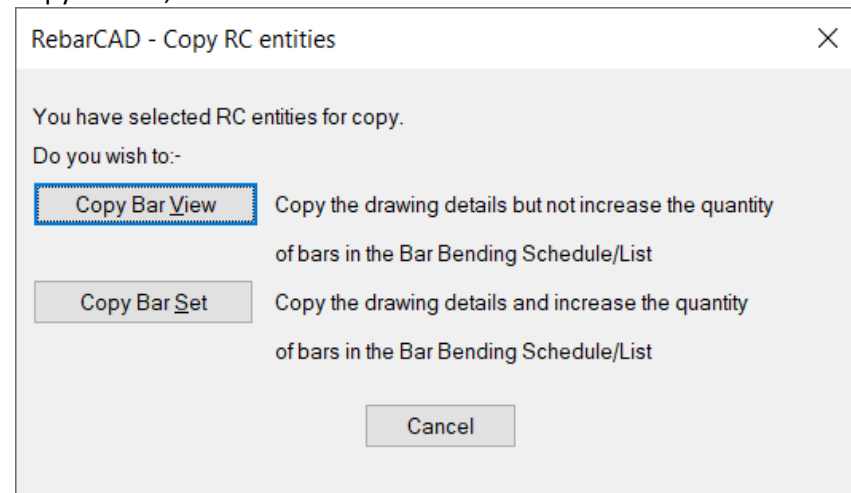 RebarCAD - Copy RC entities
You have selected RC entities for copy.
Do you wish to:-
Copy Bar View Copy the drawing details but not increase the quantity
of bars in the Bar Bending Schedule/List
Copy Bar Set Copy the drawing details and increase the quantity
of bars in the Bar Bending Schedule/List
Cancel